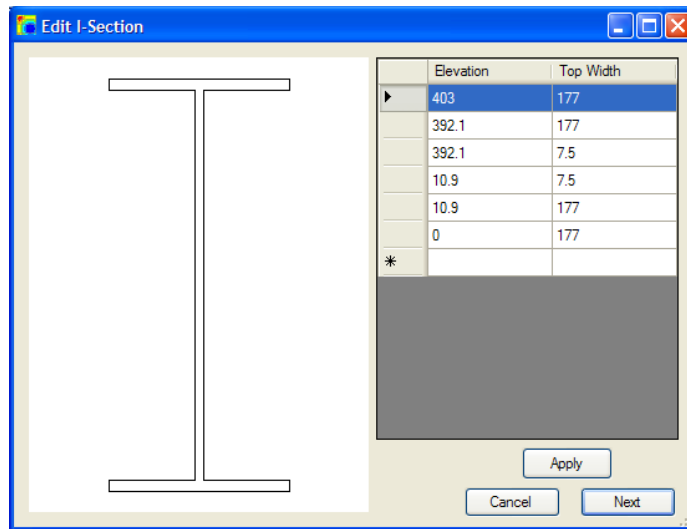 Edit I-Section
Elevation Top Width
403 177
392.1 177
392.1 7.5
10.9 7.5
10.9 177
0 177
Apply
Cancel Next